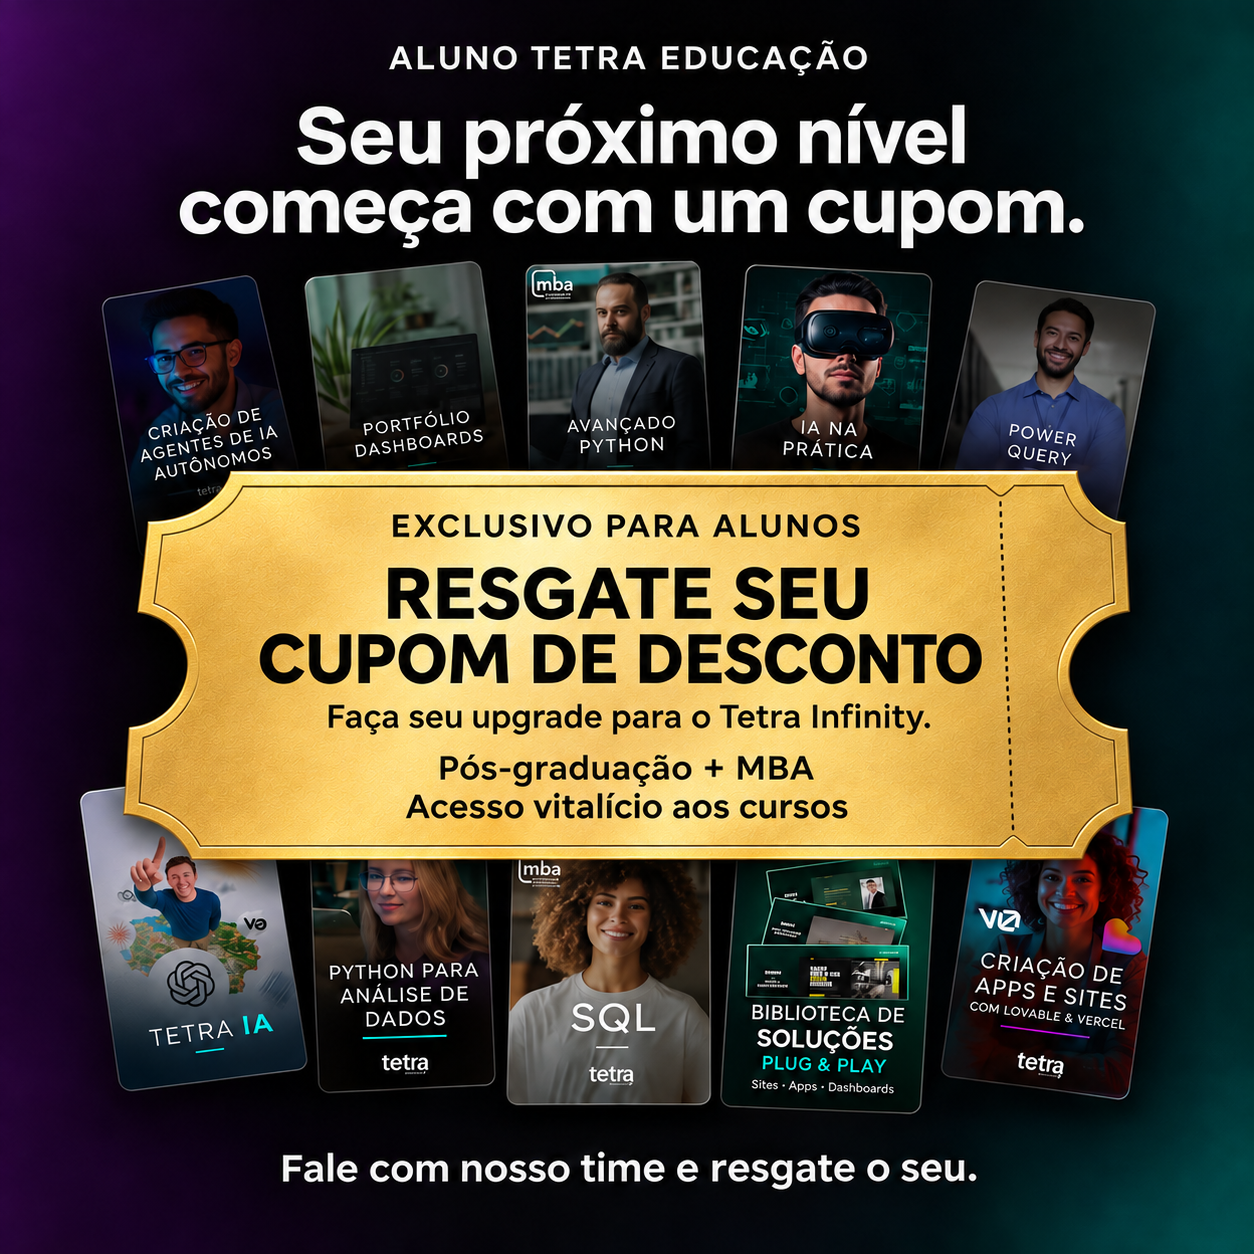 ALUNO TETRA EDUCAÇÃO
Seu próximo nível
começa com um cupom.
CRIAÇÃO DE
AGENTES DE IA
AUTÔNOMOS
tetra
PORTFÓLIO
DASHBOARDS
mba
AVANÇADO
PYTHON
IA NA
PRÁTICA
POWER
QUERY
EXCLUSIVO PARA ALUNOS
RESGATE SEU
CUPOM DE DESCONTO
Faça seu upgrade para o Tetra Infinity.
Pós-graduação + MBA
Acesso vitalício aos cursos
TETRA IA
PYTHON PARA
ANÁLISE DE
DADOS
tetra
mba
SQL
tetra
BIBLIOTECA DE
SOLUÇÕES
PLUG & PLAY
Sites • Apps • Dashboards
v0
CRIAÇÃO DE
APPS E SITES
COM LOVABLE & VERCEL
tetra
Fale com nosso time e resgate o seu.